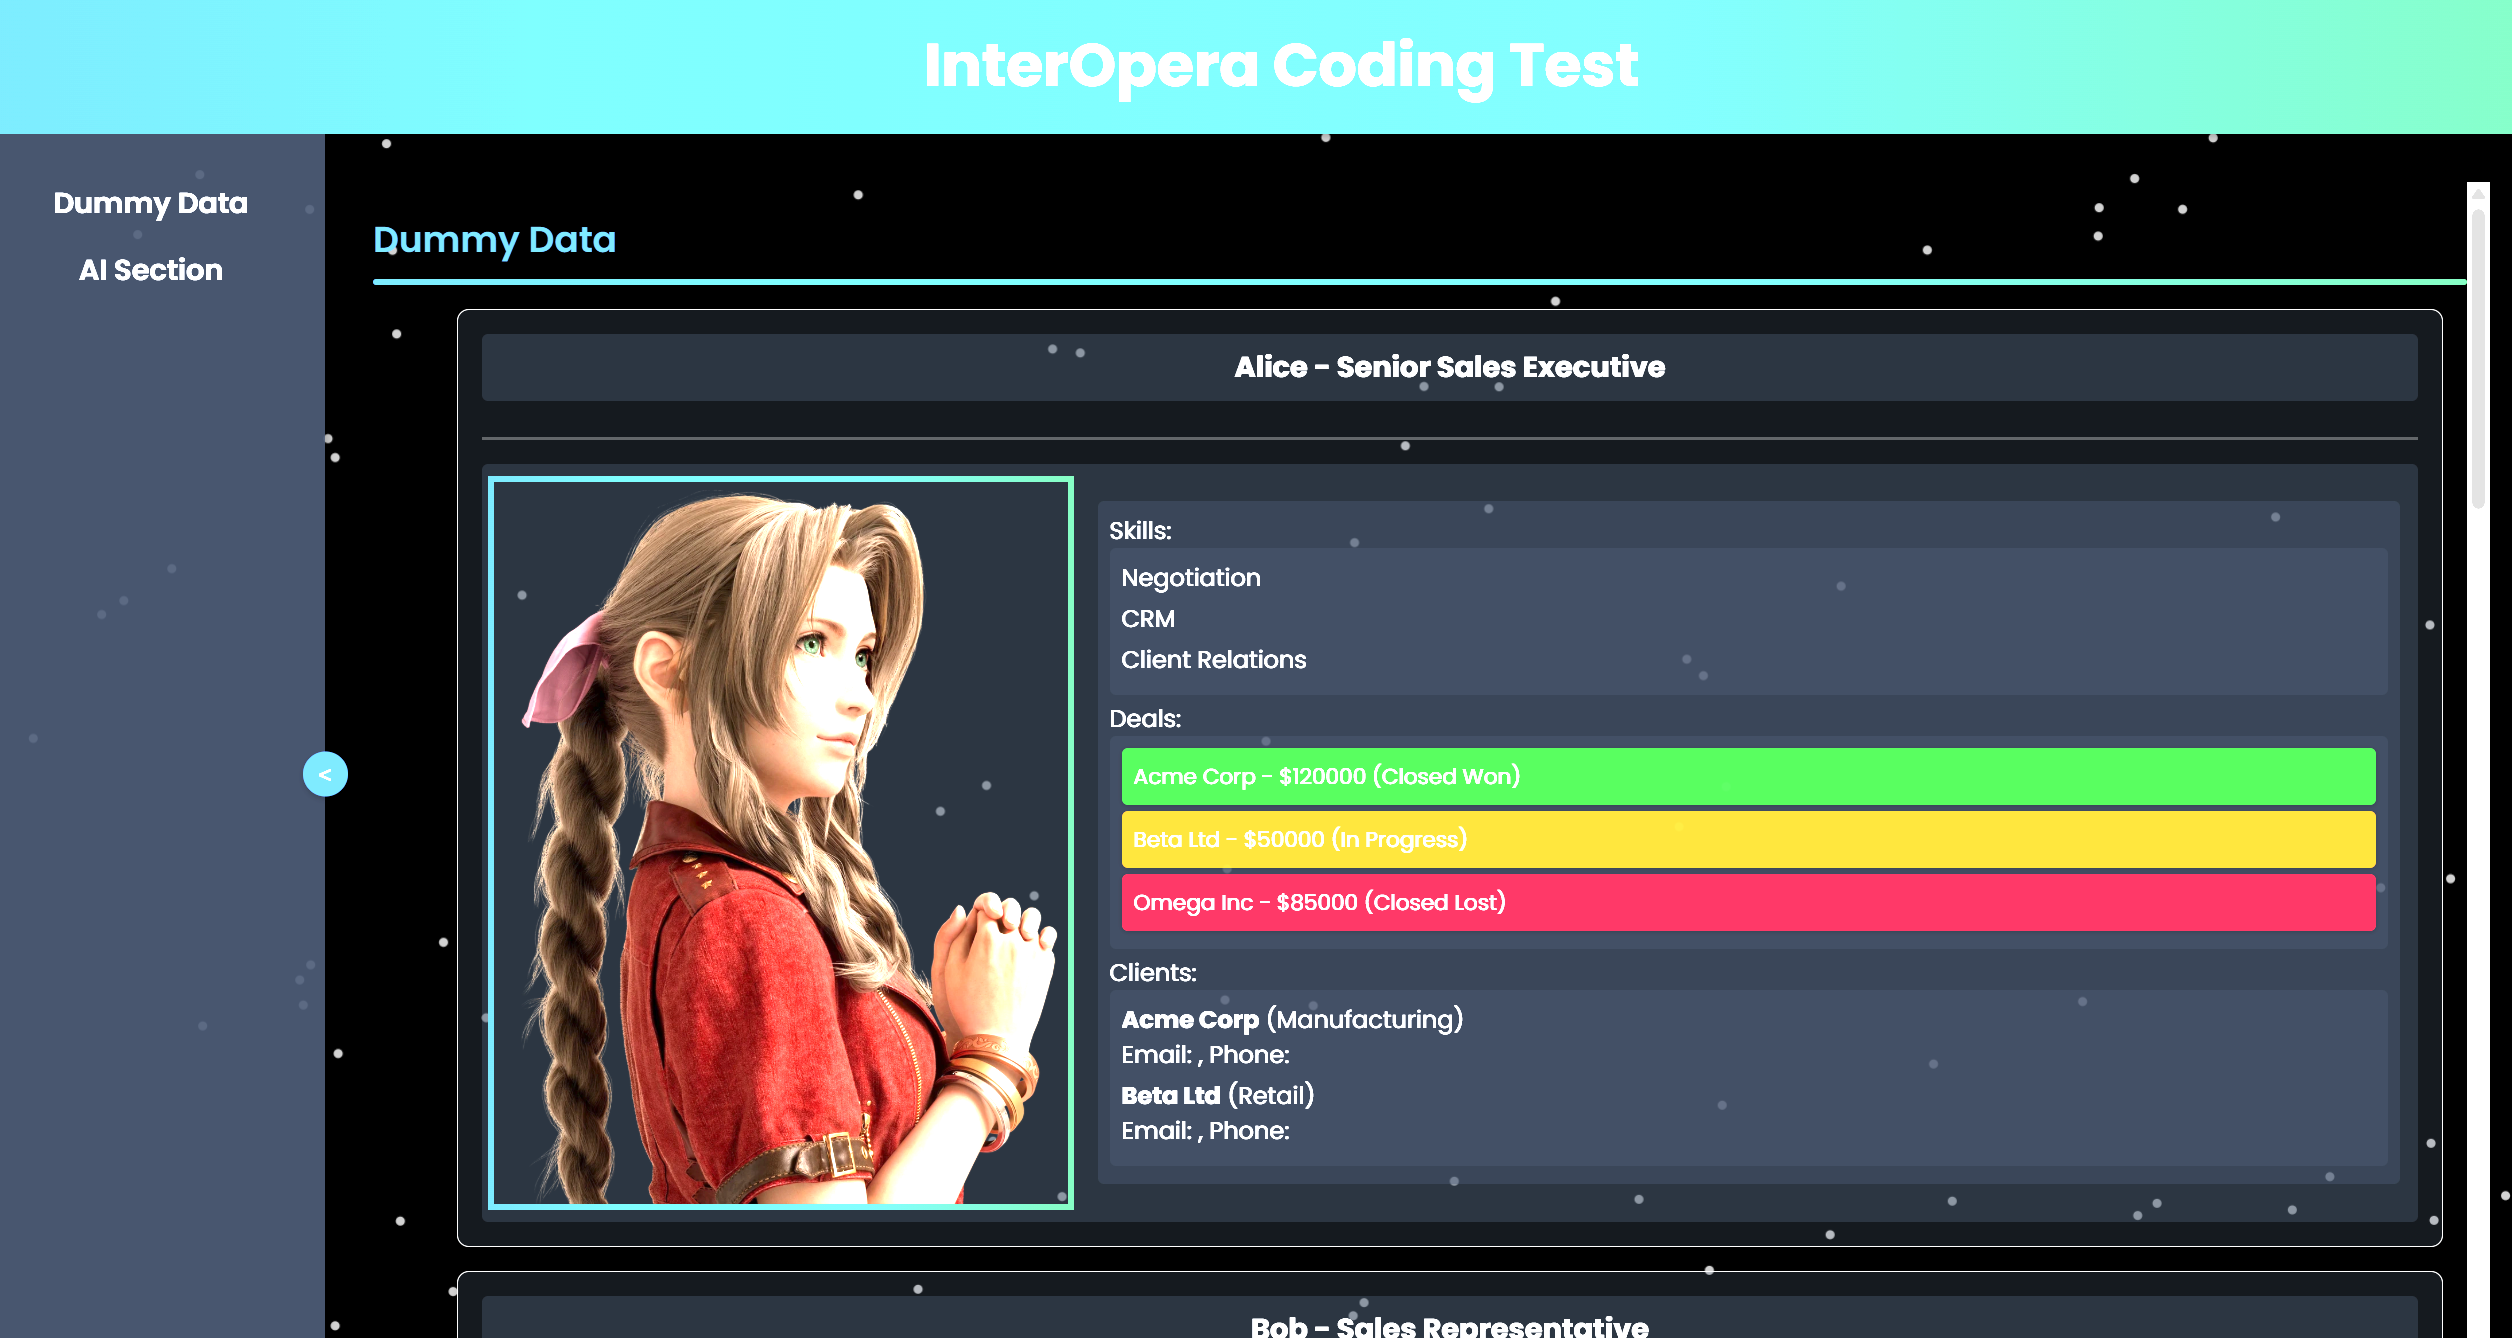 InterOpera Coding Test
Dummy Data
AI Section
<
Dummy Data
Alice - Senior Sales Executive
Skills:
Negotiation
CRM
Client Relations
Deals:
Acme Corp - $120000 (Closed Won)
Beta Ltd - $50000 (In Progress)
Omega Inc - $85000 (Closed Lost)
Clients:
Acme Corp (Manufacturing)
Email: , Phone:
Beta Ltd (Retail)
Email: , Phone:
Bob - Sales Representative